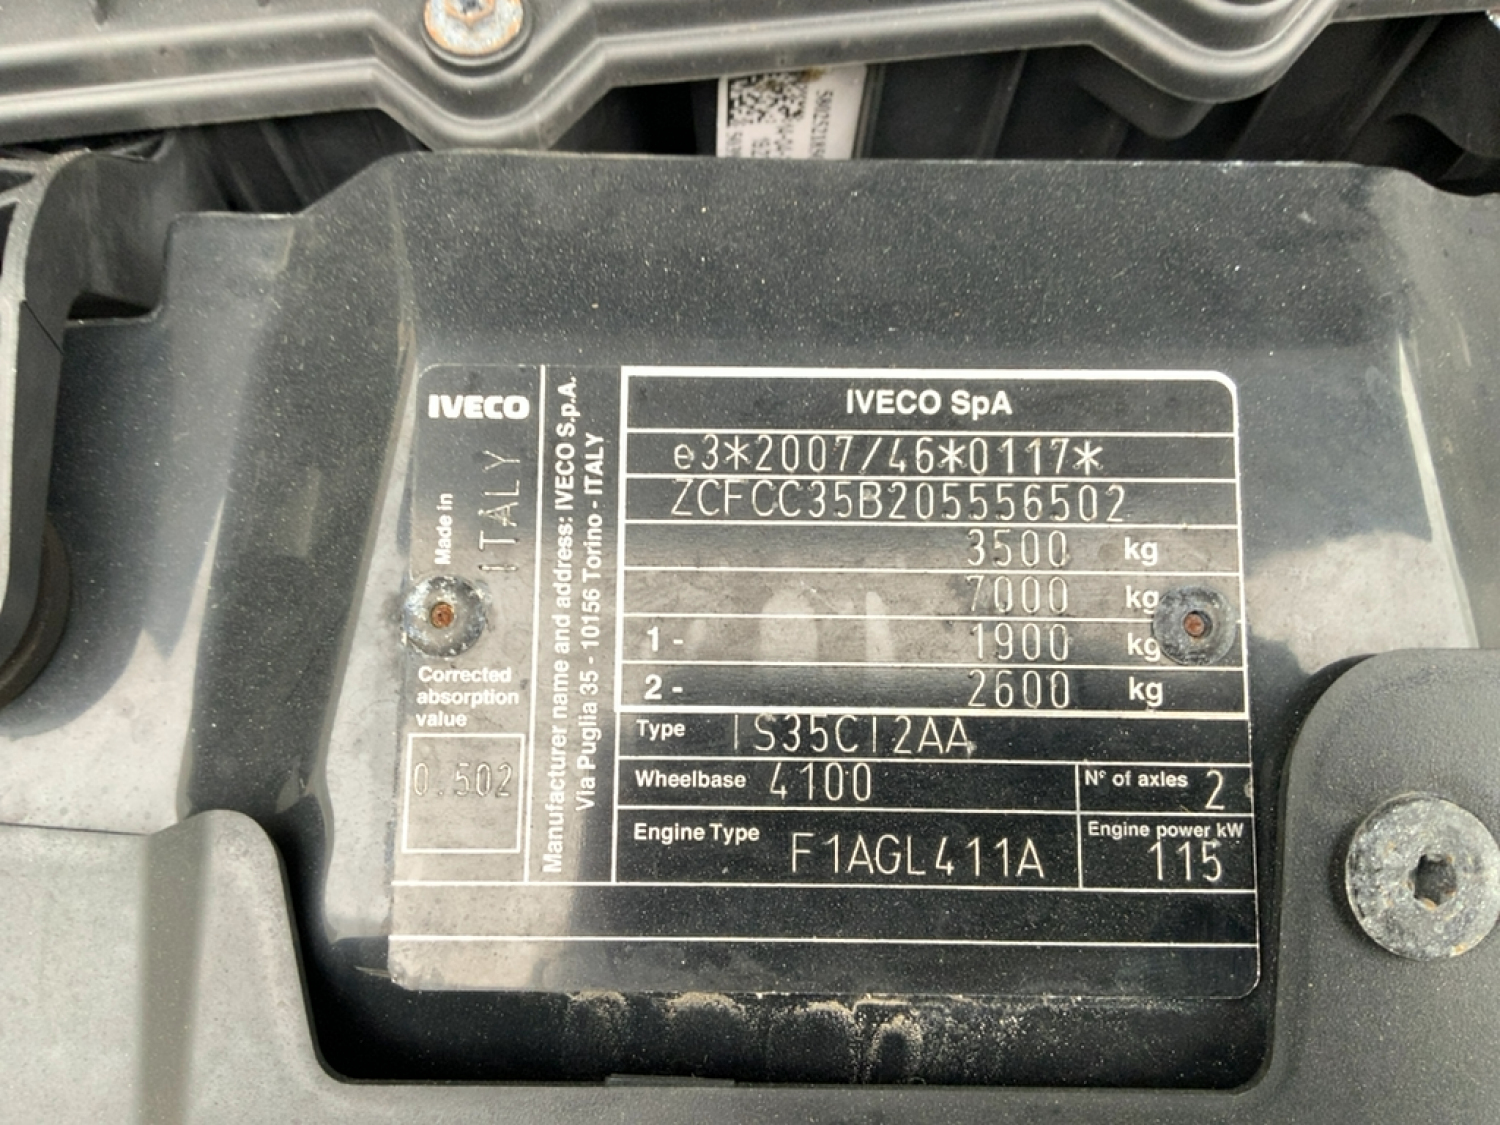 IVECO
Made in
ITALY
Corrected
absorption
value
0.502
Manufacturer name and address: IVECO S.p.A.
Via Puglia 35 - 10156 Torino - ITALY
IVECO SpA
e3*2007/46*0117*
ZCFCC35B205556502
3500 kg
7000 kg
1- 1900 kg
2- 2600 kg
Type IS35CI2AA
Wheelbase 4100
N° of axles 2
Engine Type F1AGL411A
Engine power kW
115